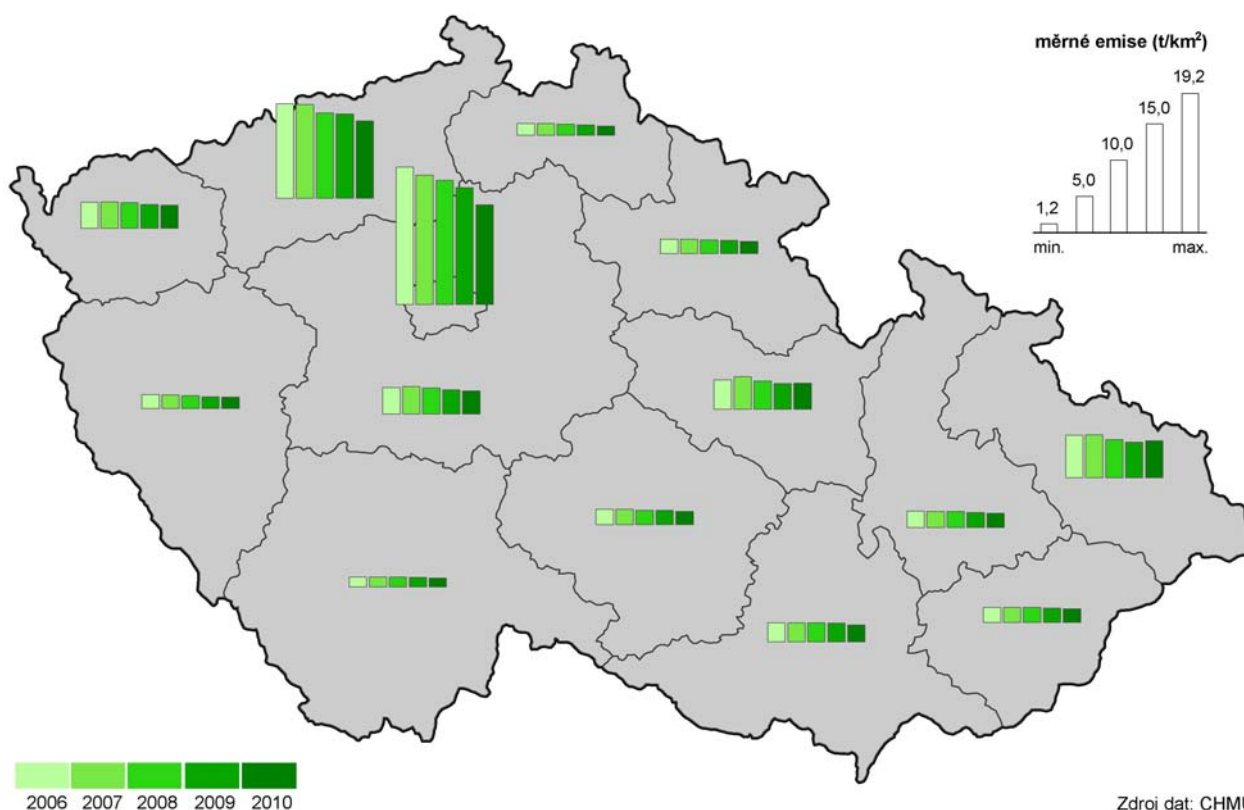 měrné emise (t/km²)
19,2
15,0
10,0
5,0
1,2
min.
max.
2006 2007 2008 2009 2010
Zdroj dat: CHM